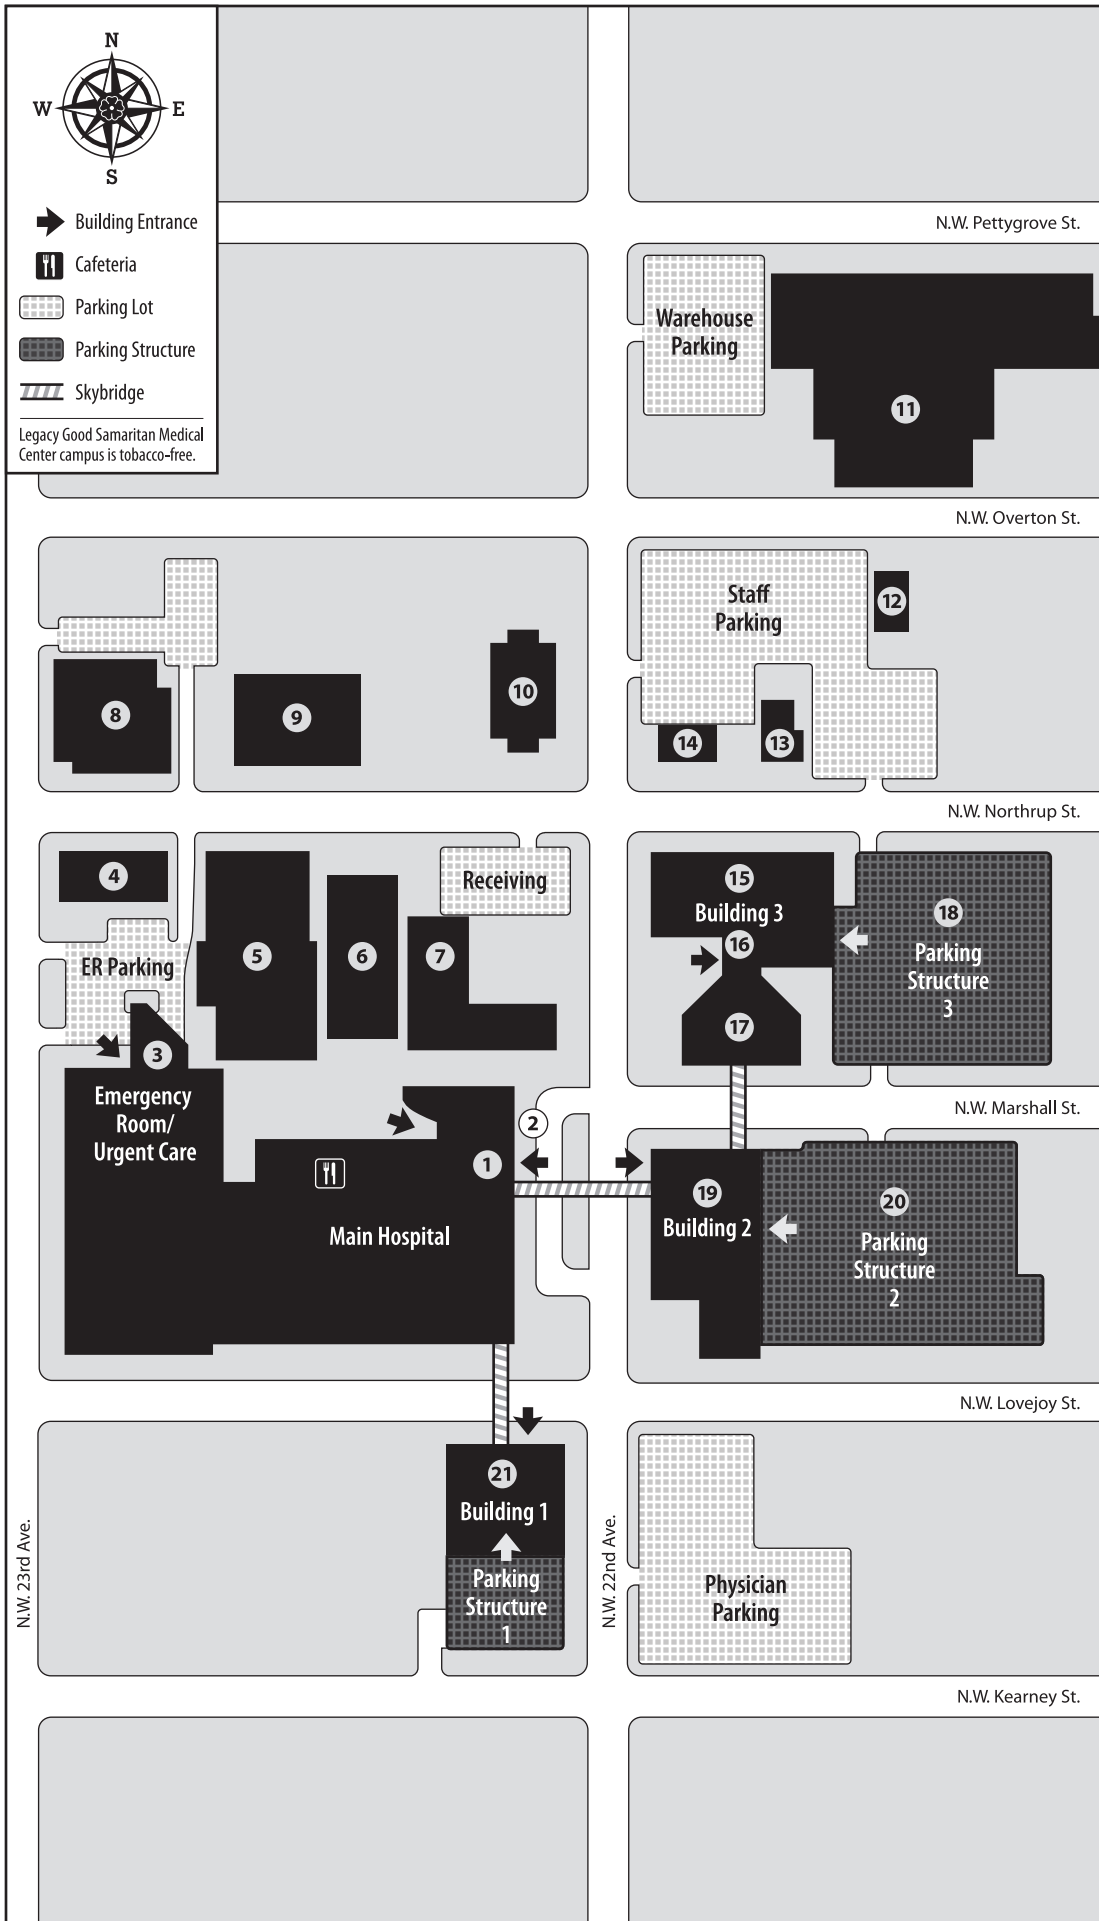 N
W
E
S
Building Entrance
Cafeteria
Parking Lot
Parking Structure
Skybridge
Legacy Good Samaritan Medical
Center campus is tobacco-free.
N.W. Pettygrove St.
Warehouse
Parking
11
N.W. Overton St.
Staff
Parking
12
8
9
10
14
13
N.W. Northrup St.
4
ER Parking
5
6
7
Receiving
15
Building 3
16
17
18
Parking
Structure
3
3
Emergency
Room/
Urgent Care
N.W. Marshall St.
2
1
Main Hospital
19
Building 2
20
Parking
Structure
2
N.W. Lovejoy St.
21
Building 1
Parking
Structure
1
N.W. 23rd Ave.
N.W. 22nd Ave.
Physician
Parking
N.W. Kearney St.